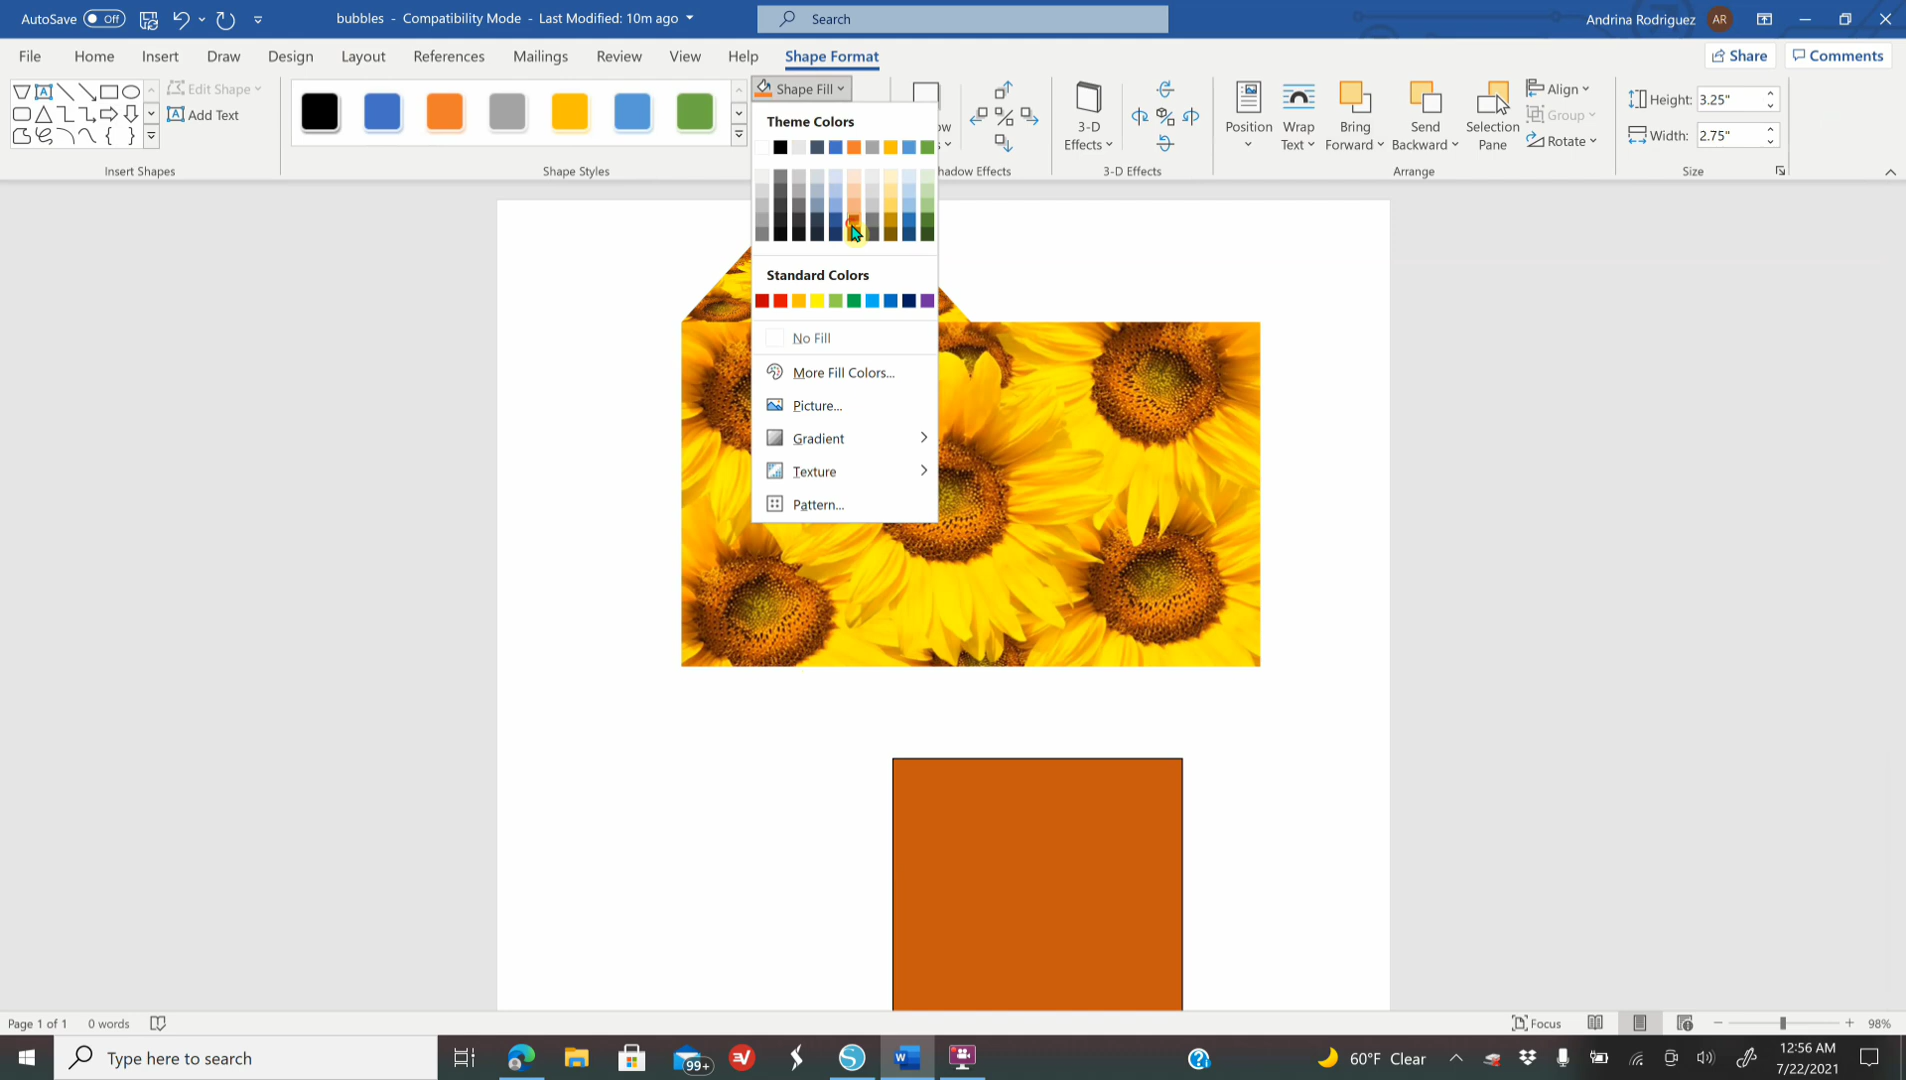 AutoSave Off bubbles - Compatibility Mode - Last Modified: 10m ago Search Andrina Rodriguez AR
File Home Insert Draw Design Layout References Mailings Review View Help Shape Format Share Comments
Edit Shape
Add Text
Shape Fill
3-D Effects
Position
Wrap Text
Bring Forward
Send Backward
Selection Pane
Align
Group
Rotate
Height: 3.25"
Width: 2.75"
Insert Shapes Shape Styles hadow Effects 3-D Effects Arrange Size
Theme Colors
Standard Colors
No Fill
More Fill Colors...
Picture...
Gradient
Texture
Pattern...
Page 1 of 1 0 words Focus 98%
Type here to search 99+ 60°F Clear 12:56 AM
7/22/2021